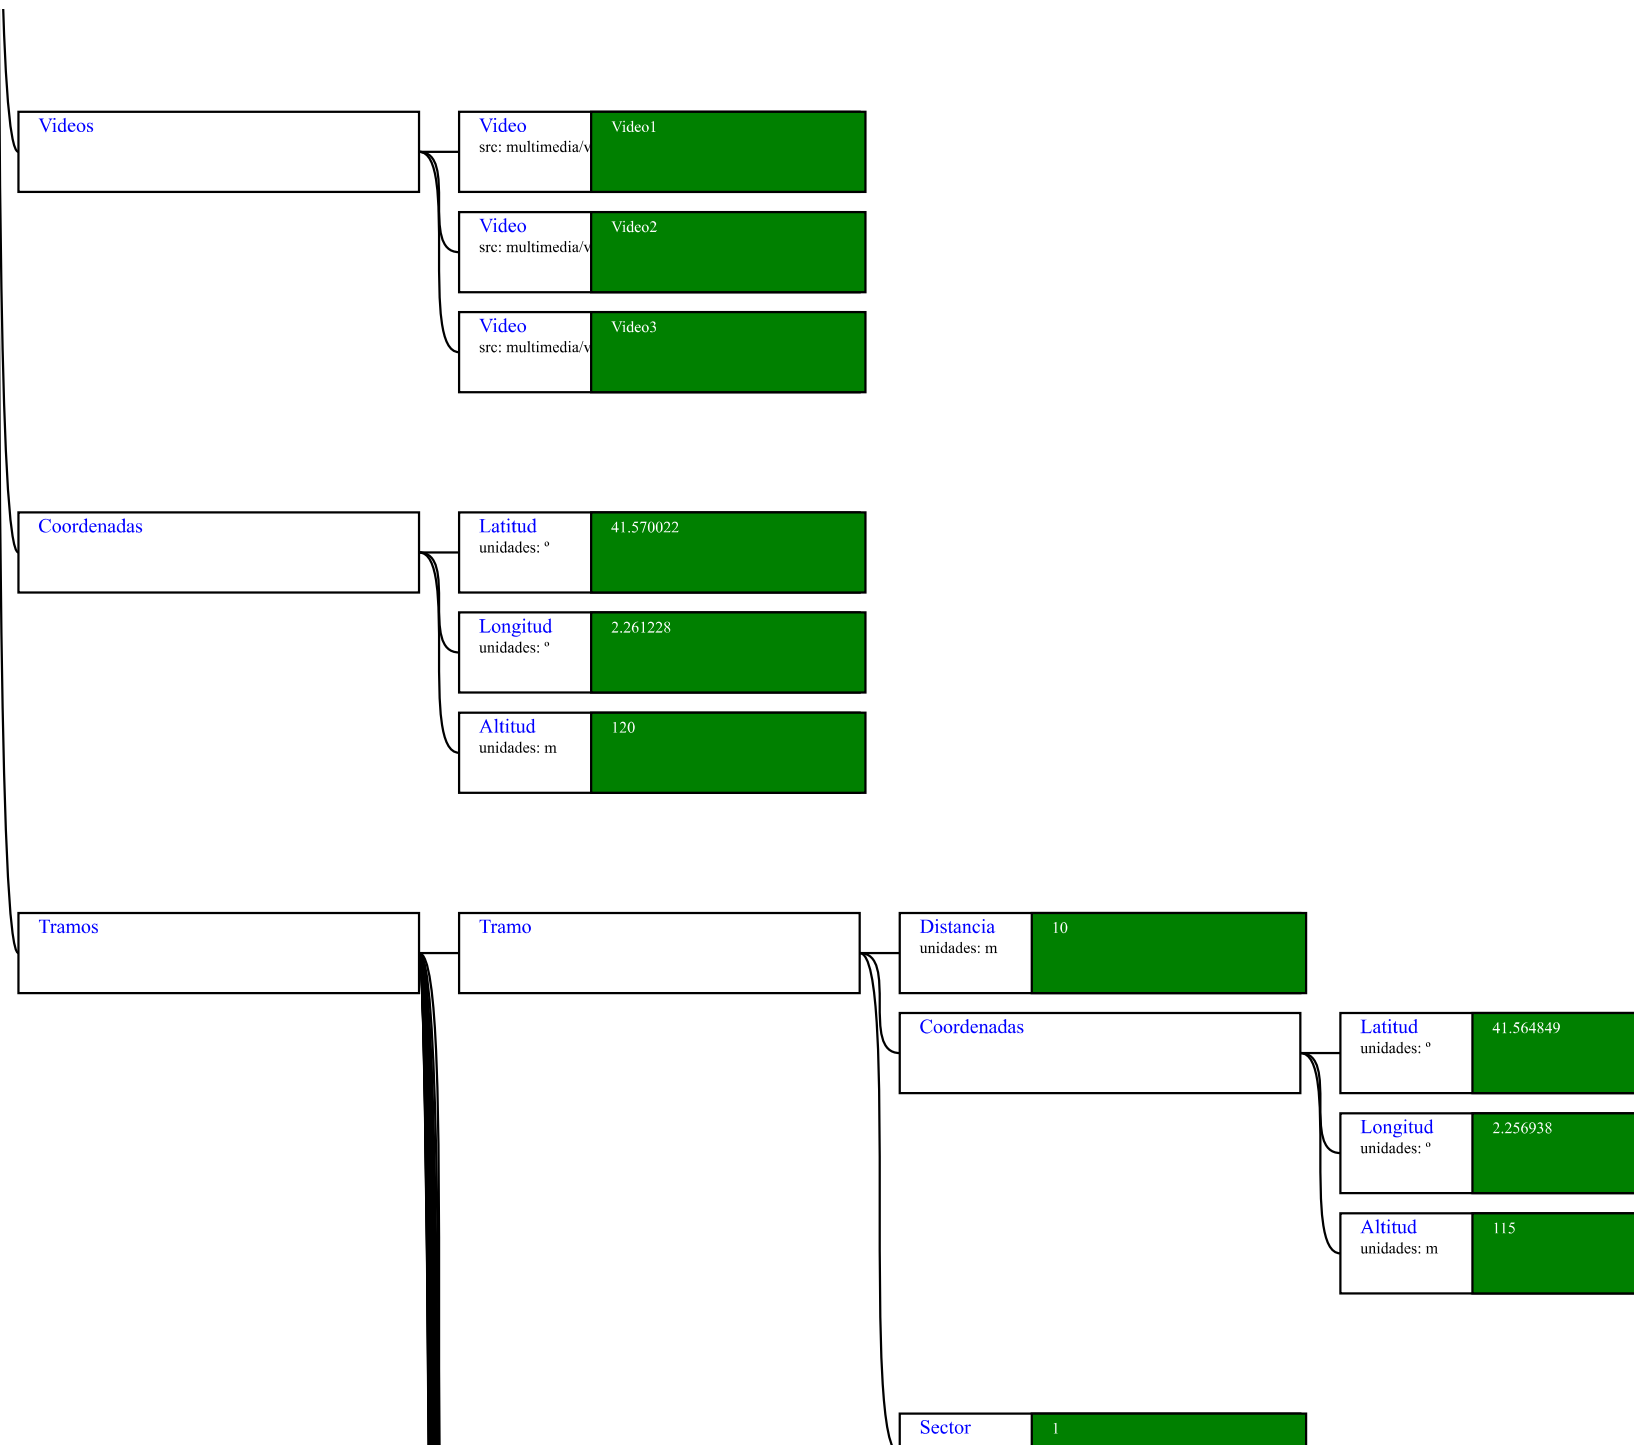 Videos
Video
src: multimedia/v
Video1
Video
src: multimedia/v
Video2
Video
src: multimedia/v
Video3
Coordenadas
Latitud
unidades: º
41.570022
Longitud
unidades: º
2.261228
Altitud
unidades: m
120
Tramos
Tramo
Distancia
unidades: m
10
Coordenadas
Latitud
unidades: º
41.564849
Longitud
unidades: º
2.256938
Altitud
unidades: m
115
Sector
1